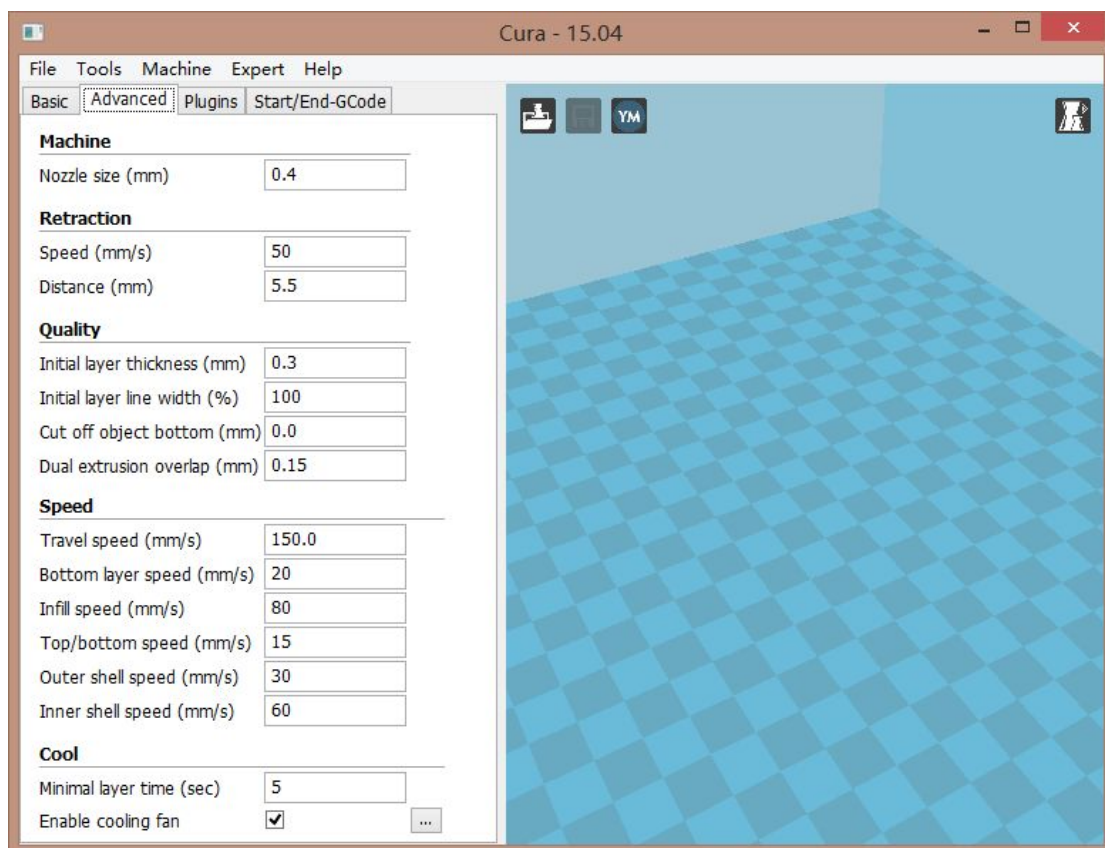 Cura - 15.04
File Tools Machine Expert Help
Basic Advanced Plugins Start/End-GCode
YM
Machine
Nozzle size (mm) 0.4
Retraction
Speed (mm/s) 50
Distance (mm) 5.5
Quality
Initial layer thickness (mm) 0.3
Initial layer line width (%) 100
Cut off object bottom (mm) 0.0
Dual extrusion overlap (mm) 0.15
Speed
Travel speed (mm/s) 150.0
Bottom layer speed (mm/s) 20
Infill speed (mm/s) 80
Top/bottom speed (mm/s) 15
Outer shell speed (mm/s) 30
Inner shell speed (mm/s) 60
Cool
Minimal layer time (sec) 5
Enable cooling fan ...